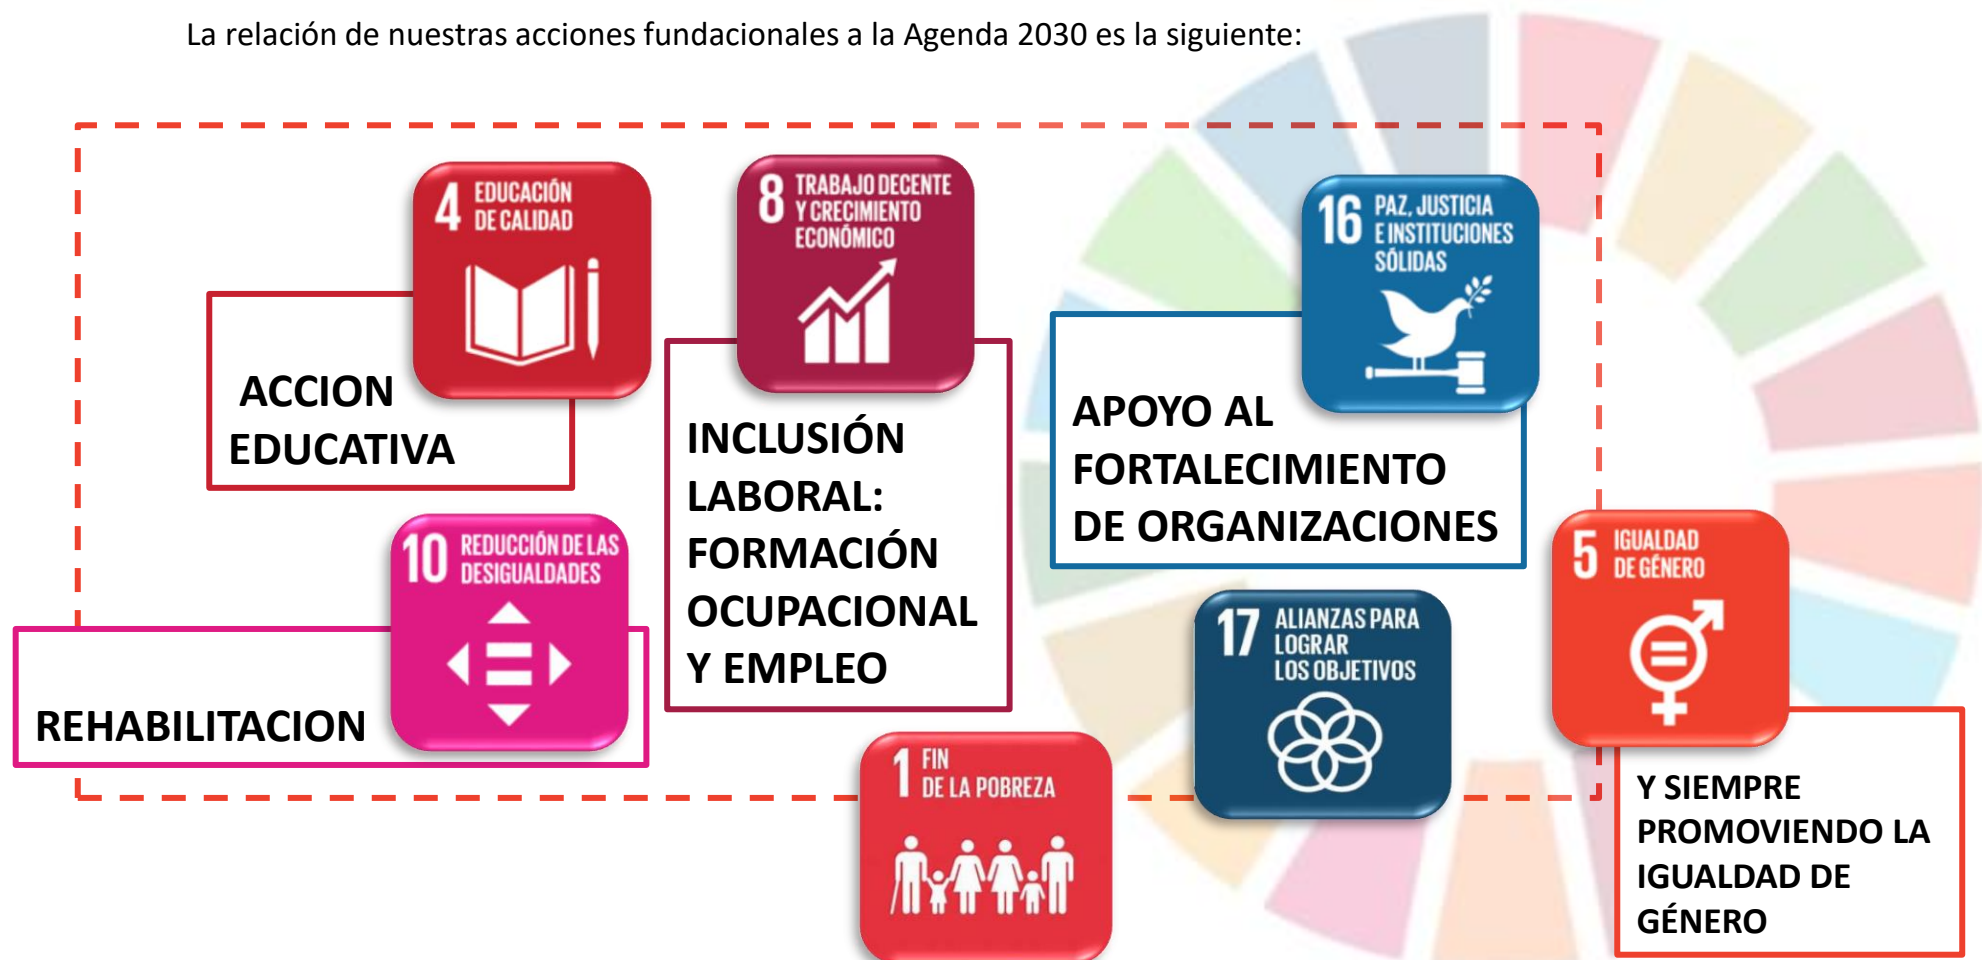 La relación de nuestras acciones fundacionales a la Agenda 2030 es la siguiente:
4 EDUCACIÓN
DE CALIDAD
ACCION
EDUCATIVA
8 TRABAJO DECENTE
Y CRECIMIENTO
ECONÓMICO
INCLUSIÓN
LABORAL:
FORMACIÓN
OCUPACIONAL
Y EMPLEO
16 PAZ, JUSTICIA
E INSTITUCIONES
SÓLIDAS
APOYO AL
FORTALECIMIENTO
DE ORGANIZACIONES
10 REDUCCIÓN DE LAS
DESIGUALDADES
REHABILITACION
17 ALIANZAS PARA
LOGRAR
LOS OBJETIVOS
5 IGUALDAD
DE GÉNERO
Y SIEMPRE
PROMOVIENDO LA
IGUALDAD DE
GÉNERO
1 FIN
DE LA POBREZA